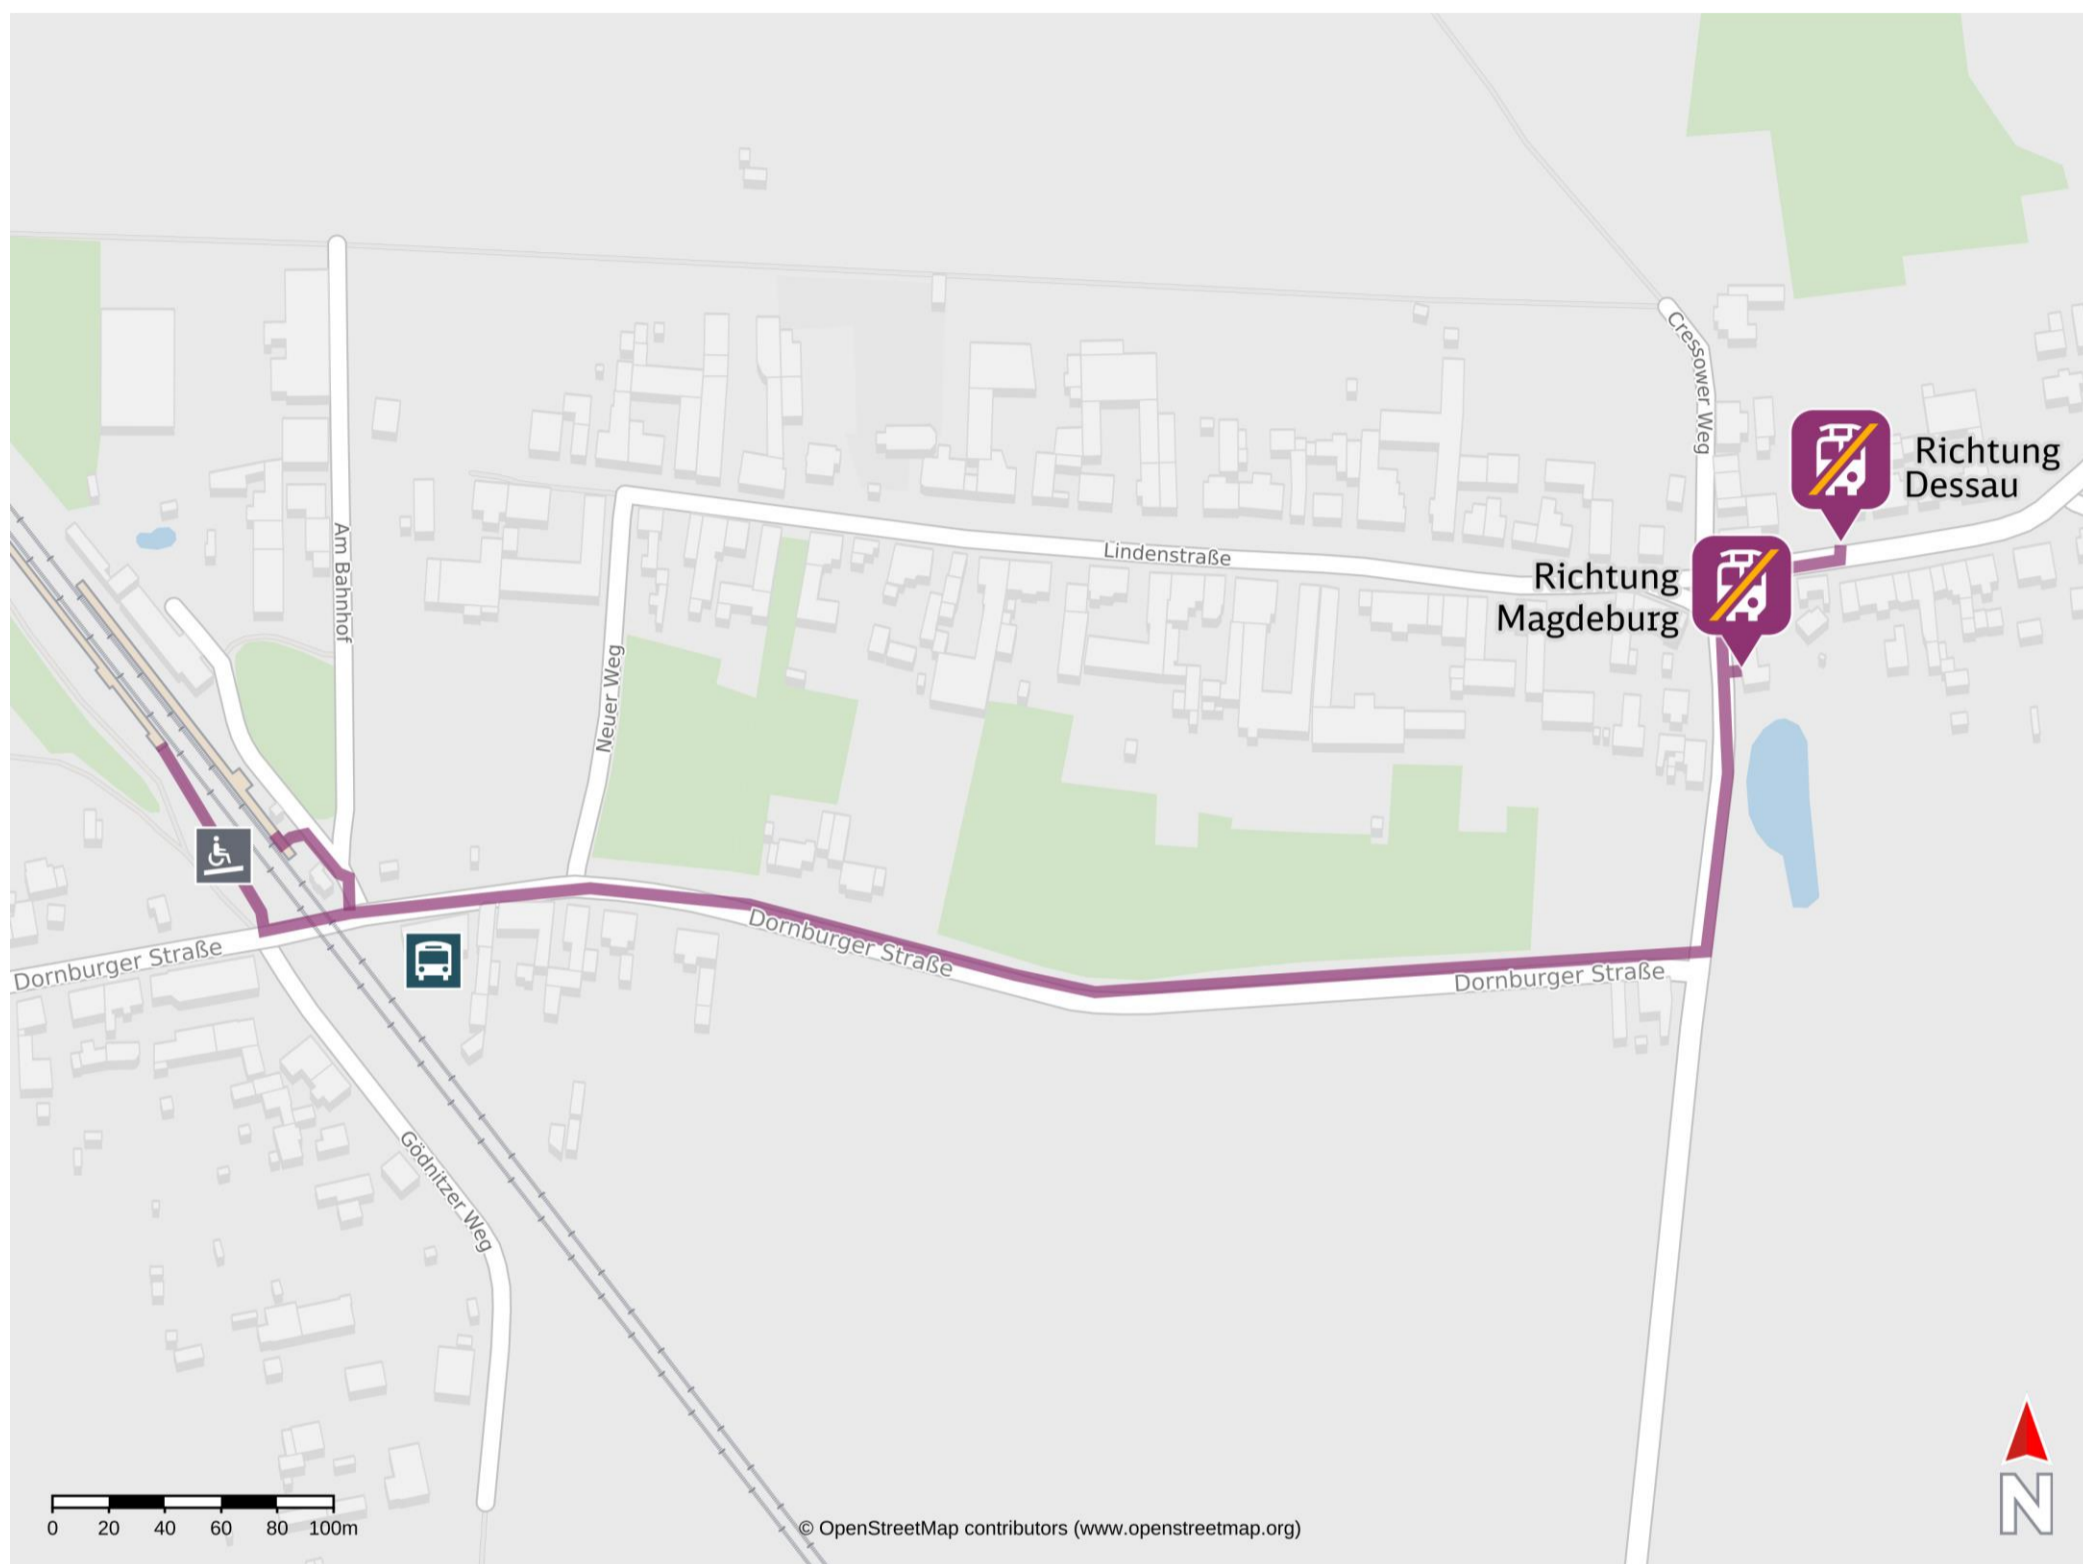 Cressower Weg
Richtung
Dessau
Am Bahnhof
Lindenstraße
Richtung
Magdeburg
Neuer Weg
Dornburger Straße
Dornburger Straße
Dornburger Straße
Gödnitzer Weg
0 20 40 60 80 100m
© OpenStreetMap contributors (www.openstreetmap.org)
N